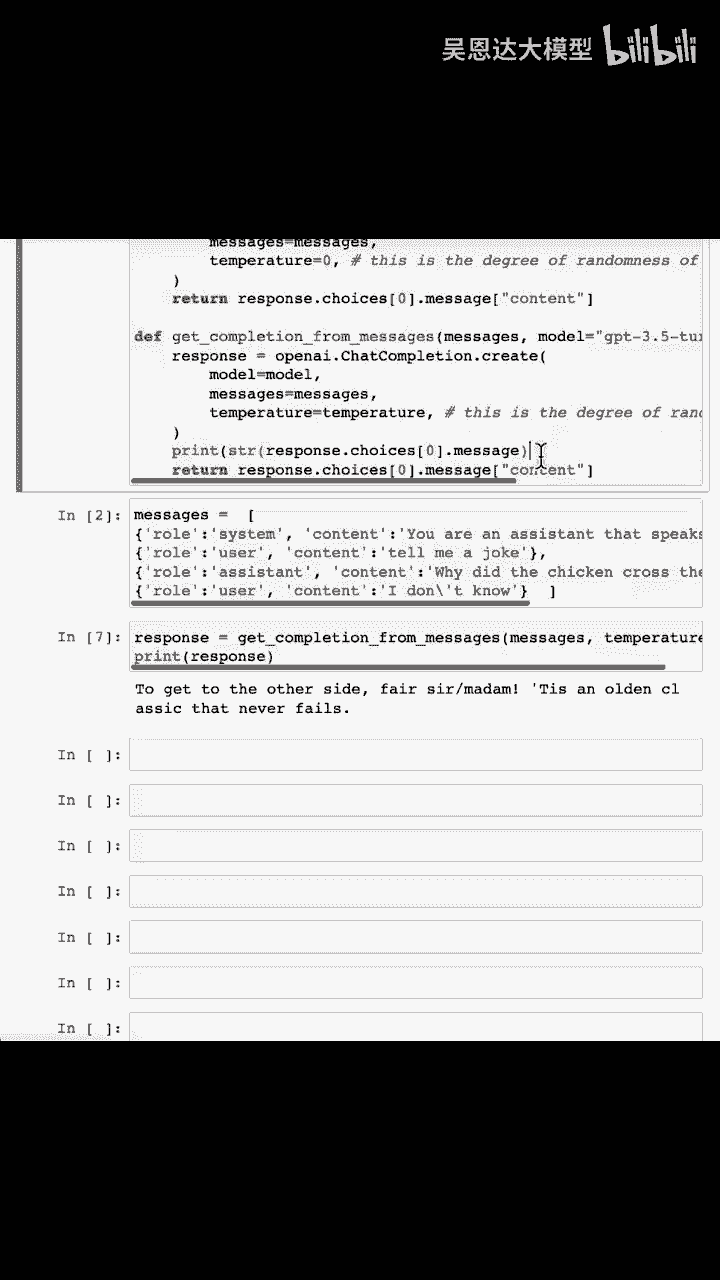 吴恩达大模型 bilibili
messages=messages,
temperature=0, # this is the degree of randomness of
)
return response.choices[0].message["content"]
def get_completion_from_messages(messages, model="gpt-3.5-tu
response = openai.ChatCompletion.create(
model=model,
messages=messages,
temperature=temperature, # this is the degree of ran
)
print(str(response.choices[0].message)
return response.choices[0].message["content"]
In [2]: messages = [
{'role':'system', 'content':'You are an assistant that speaks
{'role':'user', 'content':'tell me a joke'},
{'role':'assistant', 'content':'Why did the chicken cross the
{'role':'user', 'content':'I don\'t know'} ]
In [7]: response = get_completion_from_messages(messages, temperature
print(response)
To get to the other side, fair sir/madam! 'Tis an olden cl
assic that never fails.
In [ ]:
In [ ]:
In [ ]:
In [ ]:
In [ ]:
In [ ]:
In [ ]: